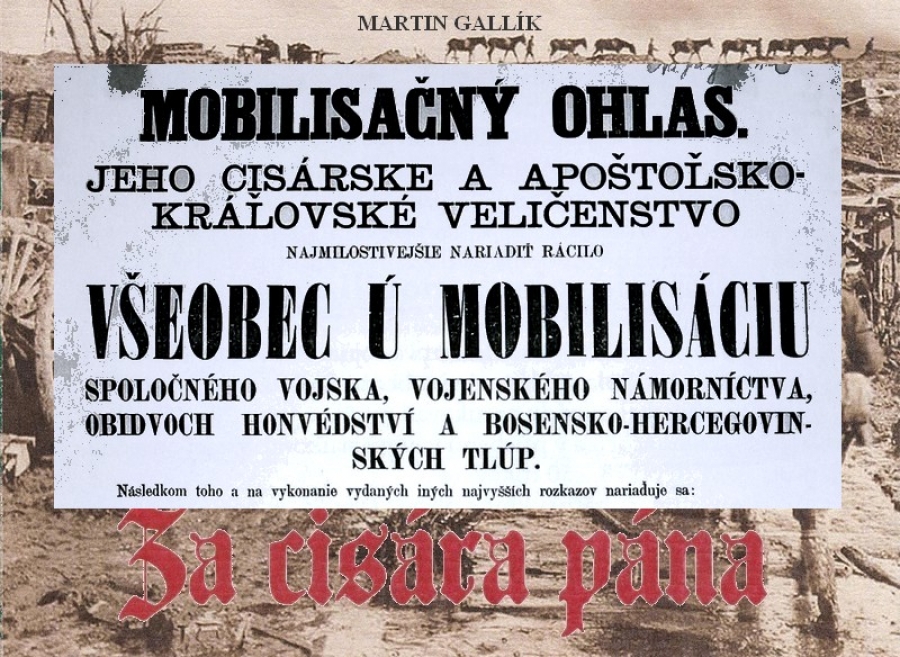 MARTIN GALLÍK
MOBILISAČNÝ OHLAS.
JEHO CISÁRSKE A APOŠTOĽSKO-
KRÁĽOVSKÉ VELIČENSTVO
NAJMILOSTIVEJŠIE NARIADIŤ RÁCILO
VŠEOBEC Ú MOBILISÁCIU
SPOLOČNÉHO VOJSKA, VOJENSKÉHO NÁMORNÍCTVA,
OBIDVOCH HONVÉDSTVÍ A BOSENSKO-HERCEGOVIN-
SKÝCH TLÚP.
Následkom toho a na vykonanie vydaných iných najvyšších rozkazov nariaďuje sa:
Za cisára pána